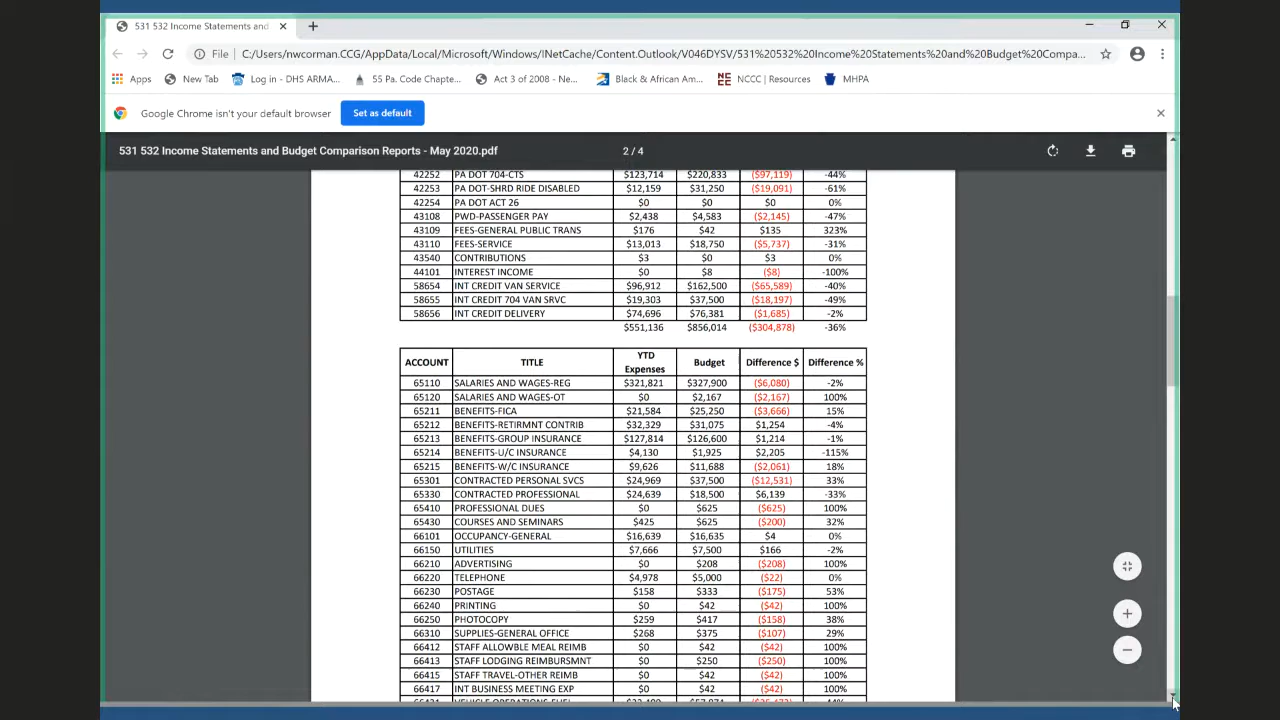 531 532 Income Statements and
File C:/Users/nwcorman.CCG/AppData/Local/Microsoft/Windows/INetCache/Content.Outlook/V046DYSV/531%20532%20Income%20Statements%20and%20Budget%20Compa...
Apps New Tab Log in - DHS ARMA... 55 Pa. Code Chapte... Act 3 of 2008 - Ne... Black & African Am... NCCC | Resources MHPA
Google Chrome isn't your default browser Set as default
531 532 Income Statements and Budget Comparison Reports - May 2020.pdf 2 / 4
42252 PA DOT 704-CTS $123,714 $220,833 ($97,119) -44%
42253 PA DOT-SHRD RIDE DISABLED $12,159 $31,250 ($19,091) -61%
42254 PA DOT ACT 26 $0 $0 $0 0%
43108 PWD-PASSENGER PAY $2,438 $4,583 ($2,145) -47%
43109 FEES-GENERAL PUBLIC TRANS $176 $42 $135 323%
43110 FEES-SERVICE $13,013 $18,750 ($5,737) -31%
43540 CONTRIBUTIONS $3 $0 $3 0%
44101 INTEREST INCOME $0 $8 ($8) -100%
58654 INT CREDIT VAN SERVICE $96,912 $162,500 ($65,589) -40%
58655 INT CREDIT 704 VAN SRVC $19,303 $37,500 ($18,197) -49%
58656 INT CREDIT DELIVERY $74,696 $76,381 ($1,685) -2%
$551,136 $856,014 ($304,878) -36%
ACCOUNT TITLE YTD Expenses Budget Difference $ Difference %
65110 SALARIES AND WAGES-REG $321,821 $327,900 ($6,080) -2%
65120 SALARIES AND WAGES-OT $0 $2,167 ($2,167) 100%
65211 BENEFITS-FICA $21,584 $25,250 ($3,666) 15%
65212 BENEFITS-RETIRMNT CONTRIB $32,329 $31,075 $1,254 -4%
65213 BENEFITS-GROUP INSURANCE $127,814 $126,600 $1,214 -1%
65214 BENEFITS-U/C INSURANCE $4,130 $1,925 $2,205 -115%
65215 BENEFITS-W/C INSURANCE $9,626 $11,688 ($2,061) 18%
65301 CONTRACTED PERSONAL SVCS $24,969 $37,500 ($12,531) 33%
65330 CONTRACTED PROFESSIONAL $24,639 $18,500 $6,139 -33%
65410 PROFESSIONAL DUES $0 $625 ($625) 100%
65430 COURSES AND SEMINARS $425 $625 ($200) 32%
66101 OCCUPANCY-GENERAL $16,639 $16,635 $4 0%
66150 UTILITIES $7,666 $7,500 $166 -2%
66210 ADVERTISING $0 $208 ($208) 100%
66220 TELEPHONE $4,978 $5,000 ($22) 0%
66230 POSTAGE $158 $333 ($175) 53%
66240 PRINTING $0 $42 ($42) 100%
66250 PHOTOCOPY $259 $417 ($158) 38%
66310 SUPPLIES-GENERAL OFFICE $268 $375 ($107) 29%
66412 STAFF ALLOWBLE MEAL REIMB $0 $42 ($42) 100%
66413 STAFF LODGING REIMBURSMNT $0 $250 ($250) 100%
66415 STAFF TRAVEL-OTHER REIMB $0 $42 ($42) 100%
66417 INT BUSINESS MEETING EXP $0 $42 ($42) 100%